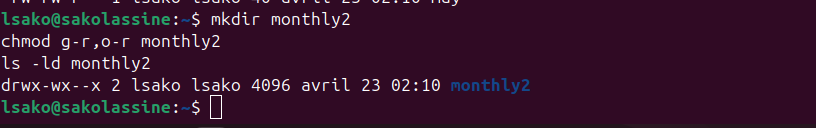 lsako@sakolassine:~$ mkdir monthly2
chmod g-r,o-r monthly2
ls -ld monthly2
drwx-wx--x 2 lsako lsako 4096 avril 23 02:10 monthly2
lsako@sakolassine:~$